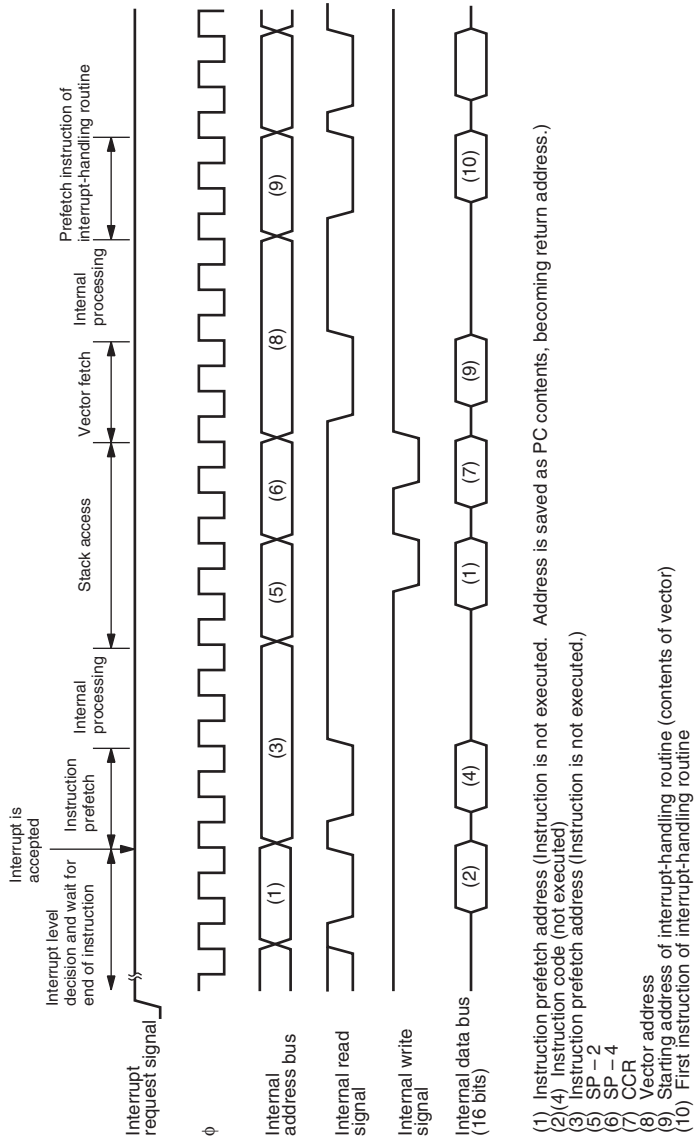 Interrupt is
accepted
Interrupt level
decision and wait for
end of instruction
Instruction
prefetch
Internal
processing
Stack access
Vector fetch
Internal
processing
Prefetch instruction of
interrupt-handling routine
Interrupt
request signal
φ
Internal
address bus
(1)
(3)
(5)
(6)
(8)
(9)
Internal read
signal
Internal write
signal
Internal data bus
(16 bits)
(2)
(4)
(1)
(7)
(9)
(10)
(1) Instruction prefetch address (Instruction is not executed. Address is saved as PC contents, becoming return address.)
(2)(4) Instruction code (not executed)
(3) Instruction prefetch address (Instruction is not executed.)
(5) SP – 2
(6) SP – 4
(7) CCR
(8) Vector address
(9) Starting address of interrupt-handling routine (contents of vector)
(10) First instruction of interrupt-handling routine